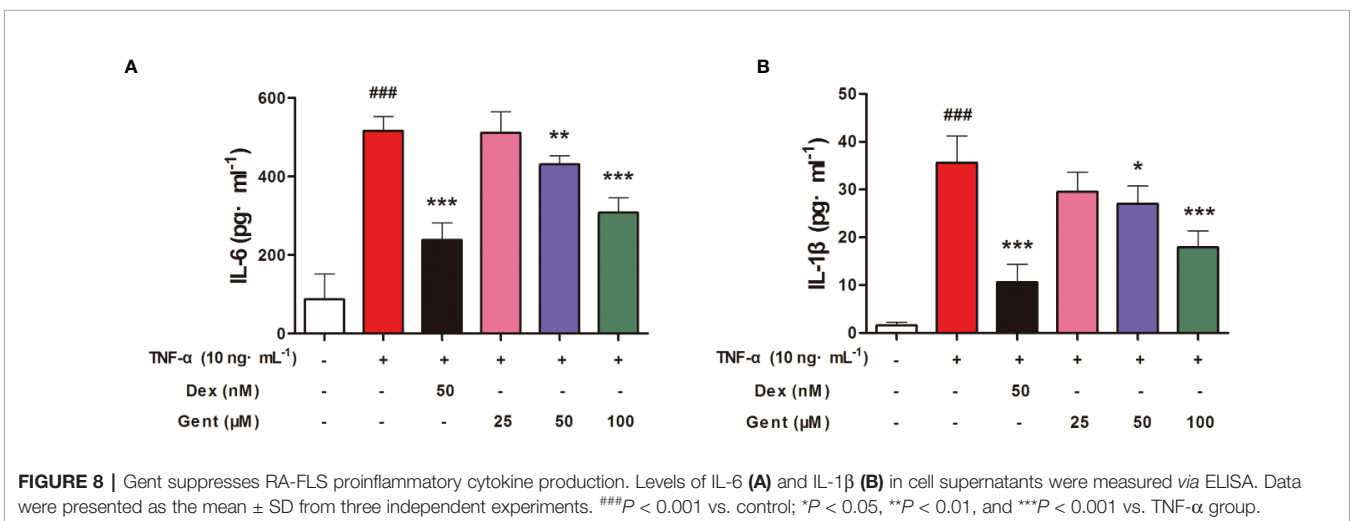 A
B
###
***
**
***
600
400
200
0
IL-6 (pg· ml⁻¹)
TNF-α (10 ng· mL⁻¹) - + + + + +
Dex (nM) - - 50 - - -
Gent (μM) - - - 25 50 100
###
***
*
***
50
40
30
20
10
0
IL-1β (pg· ml⁻¹)
TNF-α (10 ng· mL⁻¹) - + + + + +
Dex (nM) - - 50 - - -
Gent (μM) - - - 25 50 100
FIGURE 8 | Gent suppresses RA-FLS proinflammatory cytokine production. Levels of IL-6 (A) and IL-1β (B) in cell supernatants were measured via ELISA. Data
were presented as the mean ± SD from three independent experiments. ###P < 0.001 vs. control; *P < 0.05, **P < 0.01, and ***P < 0.001 vs. TNF-α group.